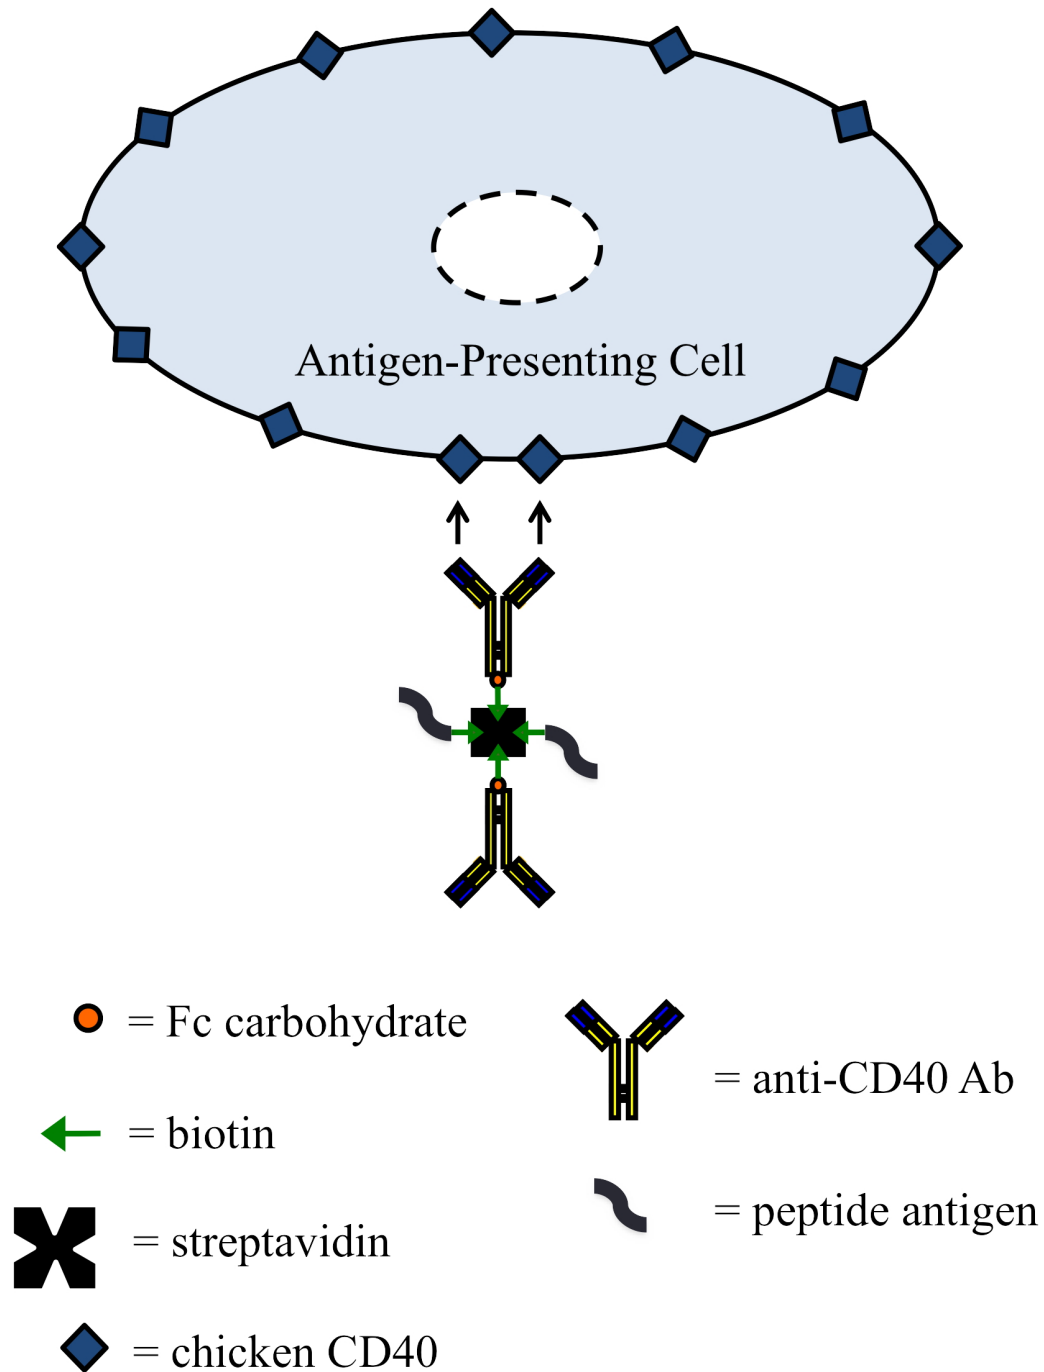 Antigen-Presenting Cell
= Fc carbohydrate
= anti-CD40 Ab
= biotin
= peptide antigen
= streptavidin
= chicken CD40